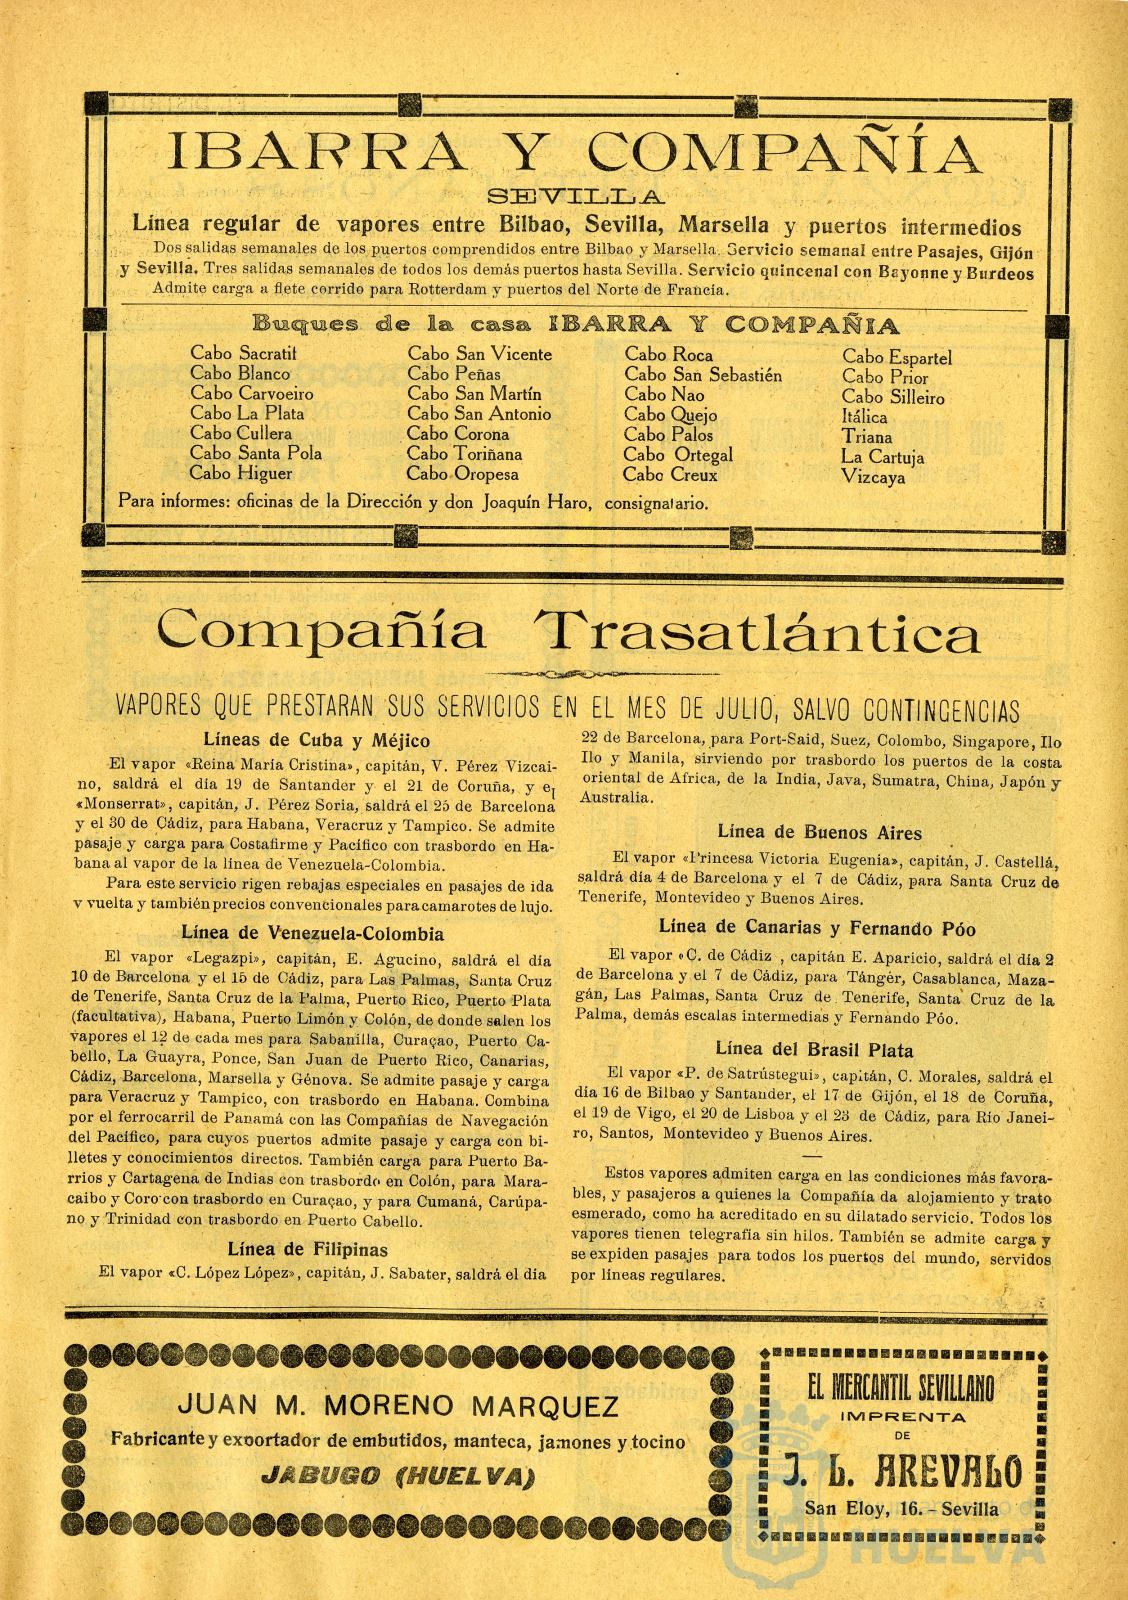 IBARRA Y COMPAÑÍA
SEVILLA
Línea regular de vapores entre Bilbao, Sevilla, Marsella y puertos intermedios
Dos salidas semanales de los puertos comprendidos entre Bilbao y Marsella. Servicio semanal entre Pasajes, Gijón
y Sevilla. Tres salidas semanales de todos los demás puertos hasta Sevilla. Servicio quincenal con Bayonne y Burdeos
Admite carga a flete corrido para Rotterdam y puertos del Norte de Francia.
Buques de la casa IBARRA Y COMPAÑIA
Cabo Sacratif
Cabo Blanco
Cabo Carvoeiro
Cabo La Plata
Cabo Cullera
Cabo Santa Pola
Cabo Higuer
Cabo San Vicente
Cabo Peñas
Cabo San Martín
Cabo San Antonio
Cabo Corona
Cabo Toriñana
Cabo Oropesa
Cabo Roca
Cabo San Sebastién
Cabo Nao
Cabo Quejo
Cabo Palos
Cabo Ortegal
Cabo Creux
Cabo Espartel
Cabo Prior
Cabo Silleiro
Itálica
Triana
La Cartuja
Vizcaya
Para informes: oficinas de la Dirección y don Joaquín Haro, consignatario.
Compañía Trasatlántica
VAPORES QUE PRESTARAN SUS SERVICIOS EN EL MES DE JULIO, SALVO CONTINGENCIAS
Líneas de Cuba y Méjico
El vapor «Reina María Cristina», capitán, V. Pérez Vizcai-
no, saldrá el día 19 de Santander y el 21 de Coruña, y el
«Monserrat», capitán, J. Pérez Soria, saldrá el 25 de Barcelona
y el 30 de Cádiz, para Habana, Veracruz y Tampico. Se admite
pasaje y carga para Costafirme y Pacífico con trasbordo en Ha-
bana al vapor de la línea de Venezuela-Colombia.
Para este servicio rigen rebajas especiales en pasajes de ida
y vuelta y también precios convencionales para camarotes de lujo.
Línea de Venezuela-Colombia
El vapor «Legazpi», capitán, E. Agucino, saldrá el día
10 de Barcelona y el 15 de Cádiz, para Las Palmas, Santa Cruz
de Tenerife, Santa Cruz de la Palma, Puerto Rico, Puerto Plata
(facultativa), Habana, Puerto Limón y Colón, de donde salen los
vapores el 12 de cada mes para Sabanilla, Curaçao, Puerto Ca-
bello, La Guayra, Ponce, San Juan de Puerto Rico, Canarias,
Cádiz, Barcelona, Marsella y Génova. Se admite pasaje y carga
para Veracruz y Tampico, con trasbordo en Habana. Combina
por el ferrocarril de Panamá con las Compañías de Navegación
del Pacífico, para cuyos puertos admite pasaje y carga con bi-
lletes y conocimientos directos. También carga para Puerto Ba-
rrios y Cartagena de Indias con trasbordo en Colón, para Mara-
caibo y Coro con trasbordo en Curaçao, y para Cumaná, Carúpa-
no y Trinidad con trasbordo en Puerto Cabello.
Línea de Filipinas
El vapor «C. López López», capitán, J. Sabater, saldrá el día
22 de Barcelona, para Port-Said, Suez, Colombo, Singapore, Ilo
Ilo y Manila, sirviendo por trasbordo los puertos de la costa
oriental de Africa, de la India, Java, Sumatra, China, Japón y
Australia.
Línea de Buenos Aires
El vapor «Princesa Victoria Eugenia», capitán, J. Castellá,
saldrá día 4 de Barcelona y el 7 de Cádiz, para Santa Cruz de
Tenerife, Montevideo y Buenos Aires.
Línea de Canarias y Fernando Póo
El vapor «C. de Cádiz , capitán E. Aparicio, saldrá el día 2
de Barcelona y el 7 de Cádiz, para Tánger, Casablanca, Maza-
gán, Las Palmas, Santa Cruz de Tenerife, Santa Cruz de la
Palma, demás escalas intermedias y Fernando Póo.
Línea del Brasil Plata
El vapor «P. de Satrústegui», capitán, C. Morales, saldrá el
día 16 de Bilbao y Santander, el 17 de Gijón, el 18 de Coruña,
el 19 de Vigo, el 20 de Lisboa y el 23 de Cádiz, para Río Janei-
ro, Santos, Montevideo y Buenos Aires.
Estos vapores admiten carga en las condiciones más favora-
bles, y pasajeros a quienes la Compañía da alojamiento y trato
esmerado, como ha acreditado en su dilatado servicio. Todos los
vapores tienen telegrafía sin hilos. También se admite carga y
se expiden pasajes para todos los puertos del mundo, servidos
por líneas regulares.
JUAN M. MORENO MARQUEZ
Fabricante y exportador de embutidos, manteca, jamones y tocino
JABUGO (HUELVA)
EL MERCANTIL SEVILLANO
IMPRENTA
DE
J. L. AREVALO
San Eloy, 16. - Sevilla
HUELVA